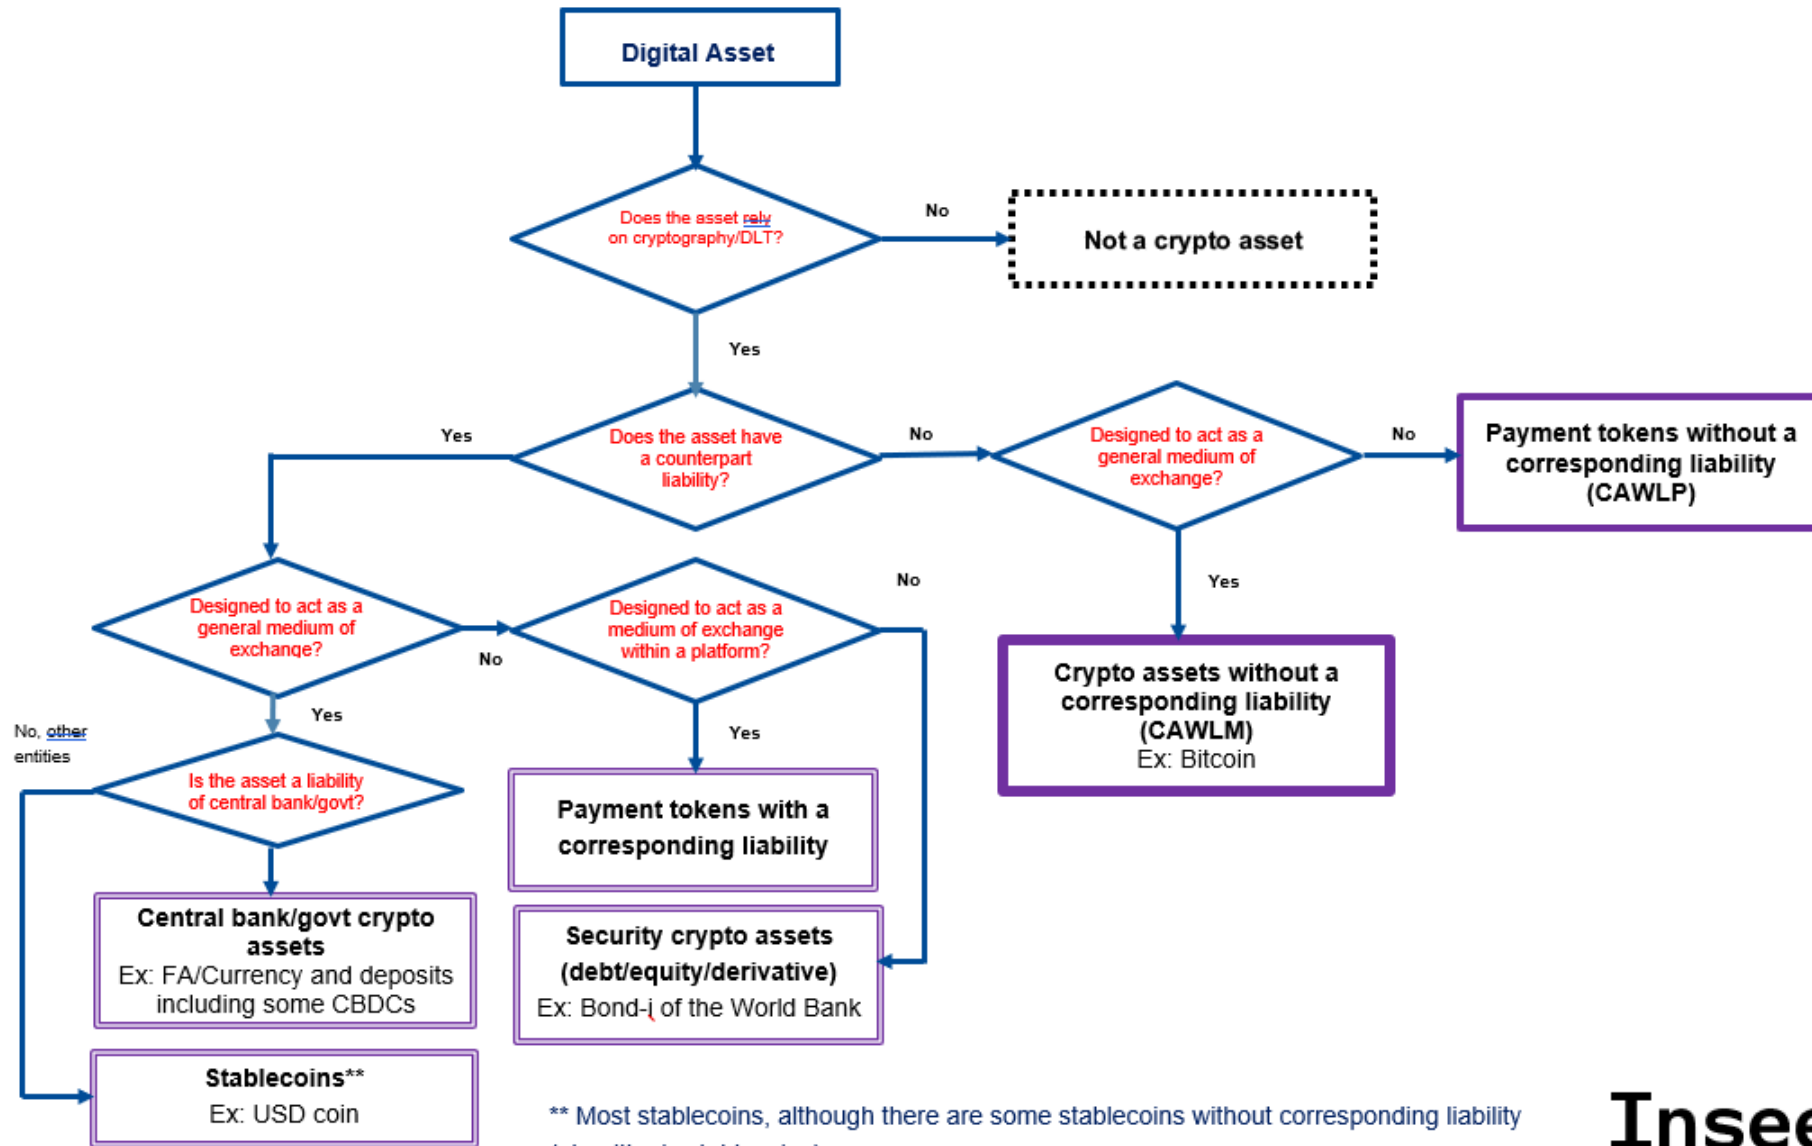 Digital Asset
Does the asset rely
on cryptography/DLT?
No
Not a crypto asset
Yes
Yes
Does the asset have
a counterpart
liability?
No
Designed to act as a
general medium of
exchange?
No
Payment tokens without a
corresponding liability
(CAWLP)
Designed to act as a
general medium of
exchange?
No
Designed to act as a
medium of exchange
within a platform?
No
Yes
Crypto assets without a
corresponding liability
(CAWLM)
Ex: Bitcoin
Yes
No, other
entities
Is the asset a liability
of central bank/govt?
Yes
Payment tokens with a
corresponding liability
Central bank/govt crypto
assets
Ex: FA/Currency and deposits
including some CBDCs
Security crypto assets
(debt/equity/derivative)
Ex: Bond-i of the World Bank
Stablecoins**
Ex: USD coin
** Most stablecoins, although there are some stablecoins without corresponding liability
Insee